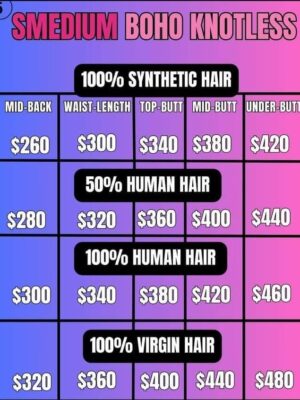 SMEDIUM BOHO KNOTLESS
100% SYNTHETIC HAIR
MID-BACK WAIST-LENGTH TOP-BUTT MID-BUTT UNDER-BUTT
$260 $300 $340 $380 $420
50% HUMAN HAIR
$280 $320 $360 $400 $440
100% HUMAN HAIR
$300 $340 $380 $420 $460
100% VIRGIN HAIR
$320 $360 $400 $440 $480